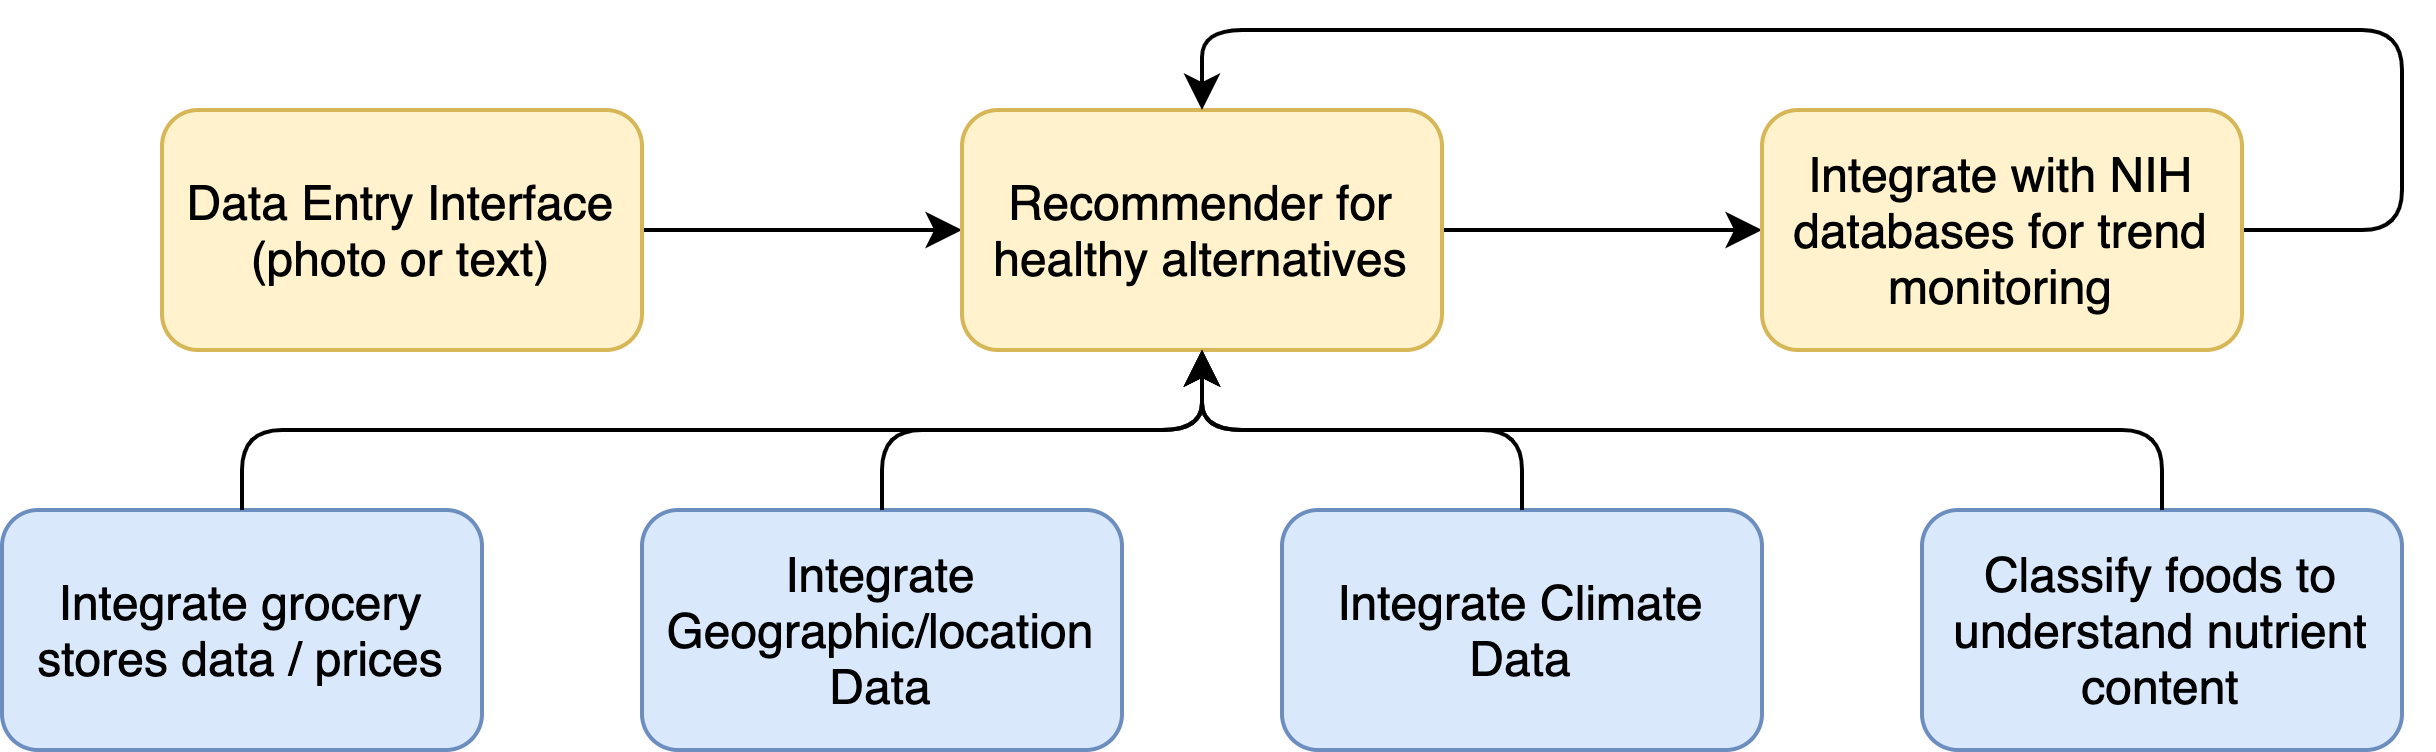 Data Entry Interface
(photo or text)
Recommender for
healthy alternatives
Integrate with NIH
databases for trend
monitoring
Integrate grocery
stores data / prices
Integrate
Geographic/location
Data
Integrate Climate
Data
Classify foods to
understand nutrient
content